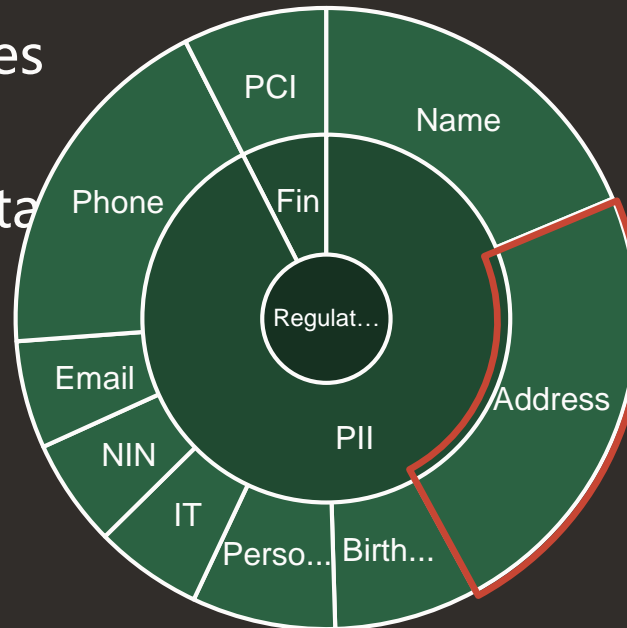 es
PCI
Name
ta
Phone
Fin
Regulat...
Email
Address
PII
NIN
IT
Perso...
Birth...